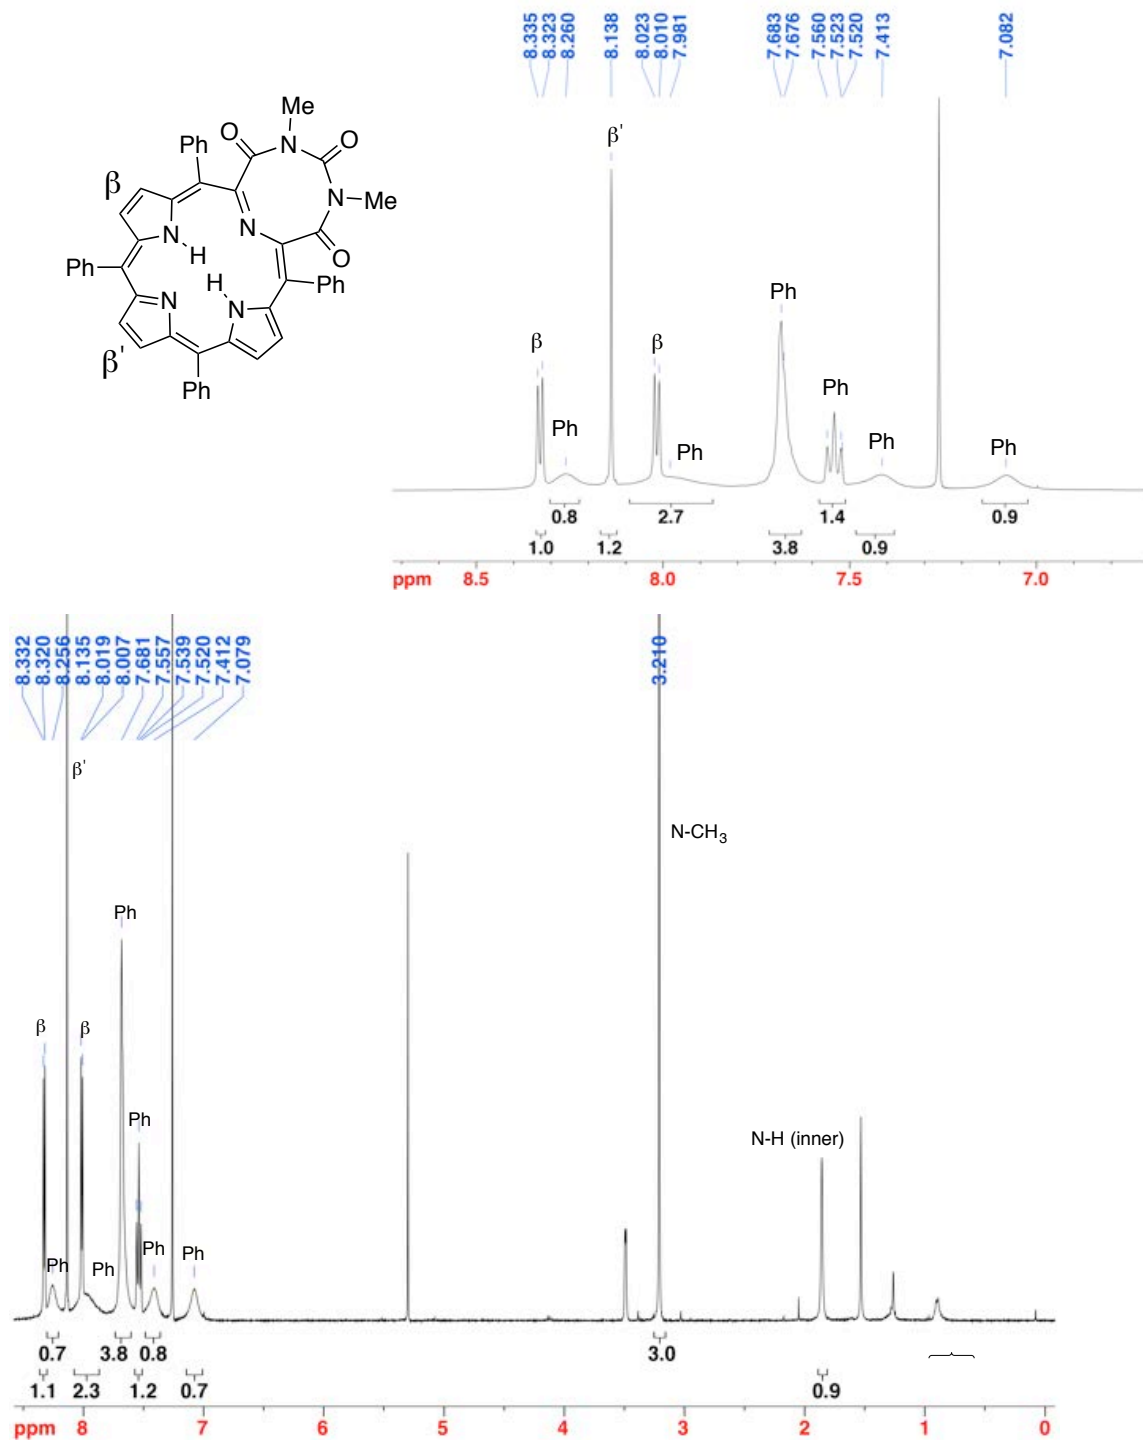 8.335
8.323
8.260
8.138
8.023
8.010
7.981
7.683
7.676
7.560
7.523
7.520
7.413
7.082
Me
O
N
O
Ph
N
Me
β
N
O
N
H
Ph
H
Ph
N
N
β'
Ph
β'
Ph
β
β
Ph
Ph
Ph
Ph
Ph
0.8
2.7
1.4
0.9
1.0
1.2
3.8
0.9
ppm
8.5
8.0
7.5
7.0
8.332
8.320
8.256
8.135
8.019
8.007
7.681
7.557
7.539
7.520
7.412
7.079
3.210
β'
N-CH3
Ph
β
β
Ph
N-H (inner)
Ph
Ph
Ph
Ph
0.7
3.8
0.8
3.0
1.1
2.3
1.2
0.7
0.9
ppm
8
7
6
5
4
3
2
1
0